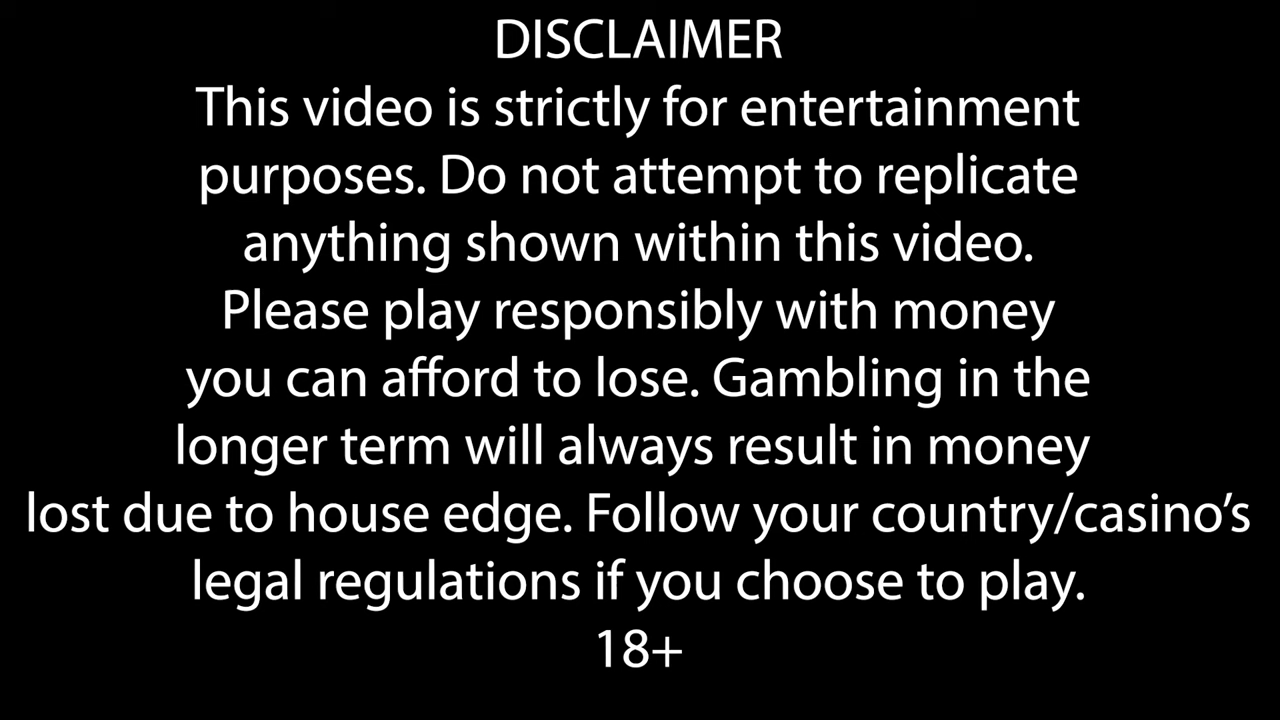 DISCLAIMER
This video is strictly for entertainment
purposes. Do not attempt to replicate
anything shown within this video.
Please play responsibly with money
you can afford to lose. Gambling in the
longer term will always result in money
lost due to house edge. Follow your country/casino’s
legal regulations if you choose to play.
18+